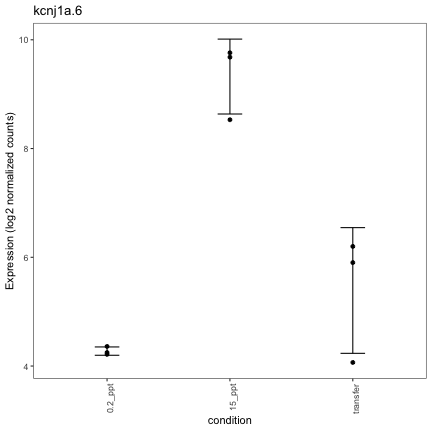 kcnj1a.6
Expression (log2 normalized counts)
10
8
6
4
0.2_ppt
15_ppt
transfer
condition